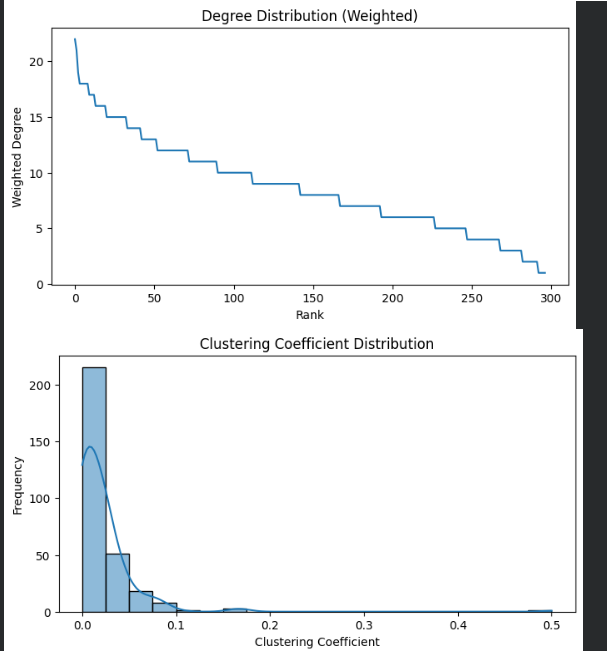 Degree Distribution (Weighted)
20
15
10
5
0
Weighted Degree
0 50 100 150 200 250 300
Rank
Clustering Coefficient Distribution
200
150
100
50
0
Frequency
0.0 0.1 0.2 0.3 0.4 0.5
Clustering Coefficient